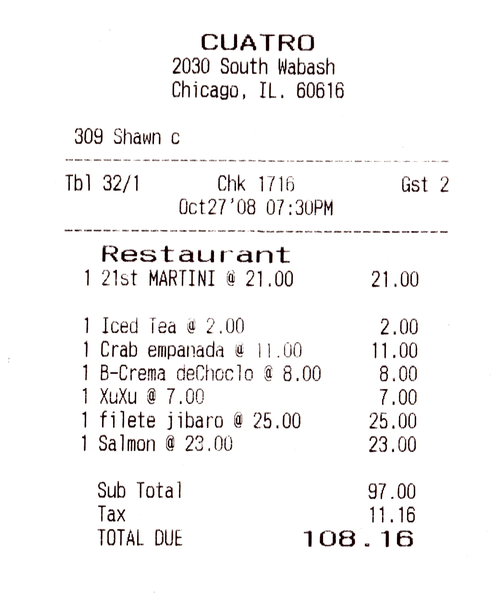 CUATRO
2030 South Wabash
Chicago, IL. 60616
309 Shawn c
Tbl 32/1 Chk 1716 Gst 2
Oct27'08 07:30PM
Restaurant
1 21st MARTINI @ 21.00 21.00
1 Iced Tea @ 2.00 2.00
1 Crab empanada @ 11.00 11.00
1 B-Crema deChoclo @ 8.00 8.00
1 XuXu @ 7.00 7.00
1 filete jibaro @ 25.00 25.00
1 Salmon @ 23.00 23.00
Sub Total 97.00
Tax 11.16
TOTAL DUE 108.16